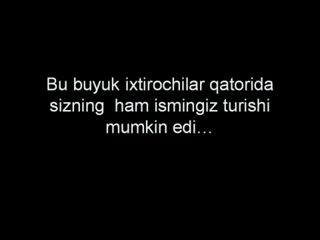 Bu buyuk ixtirochilar qatorida
sizning  ham ismingiz turishi
mumkin edi…